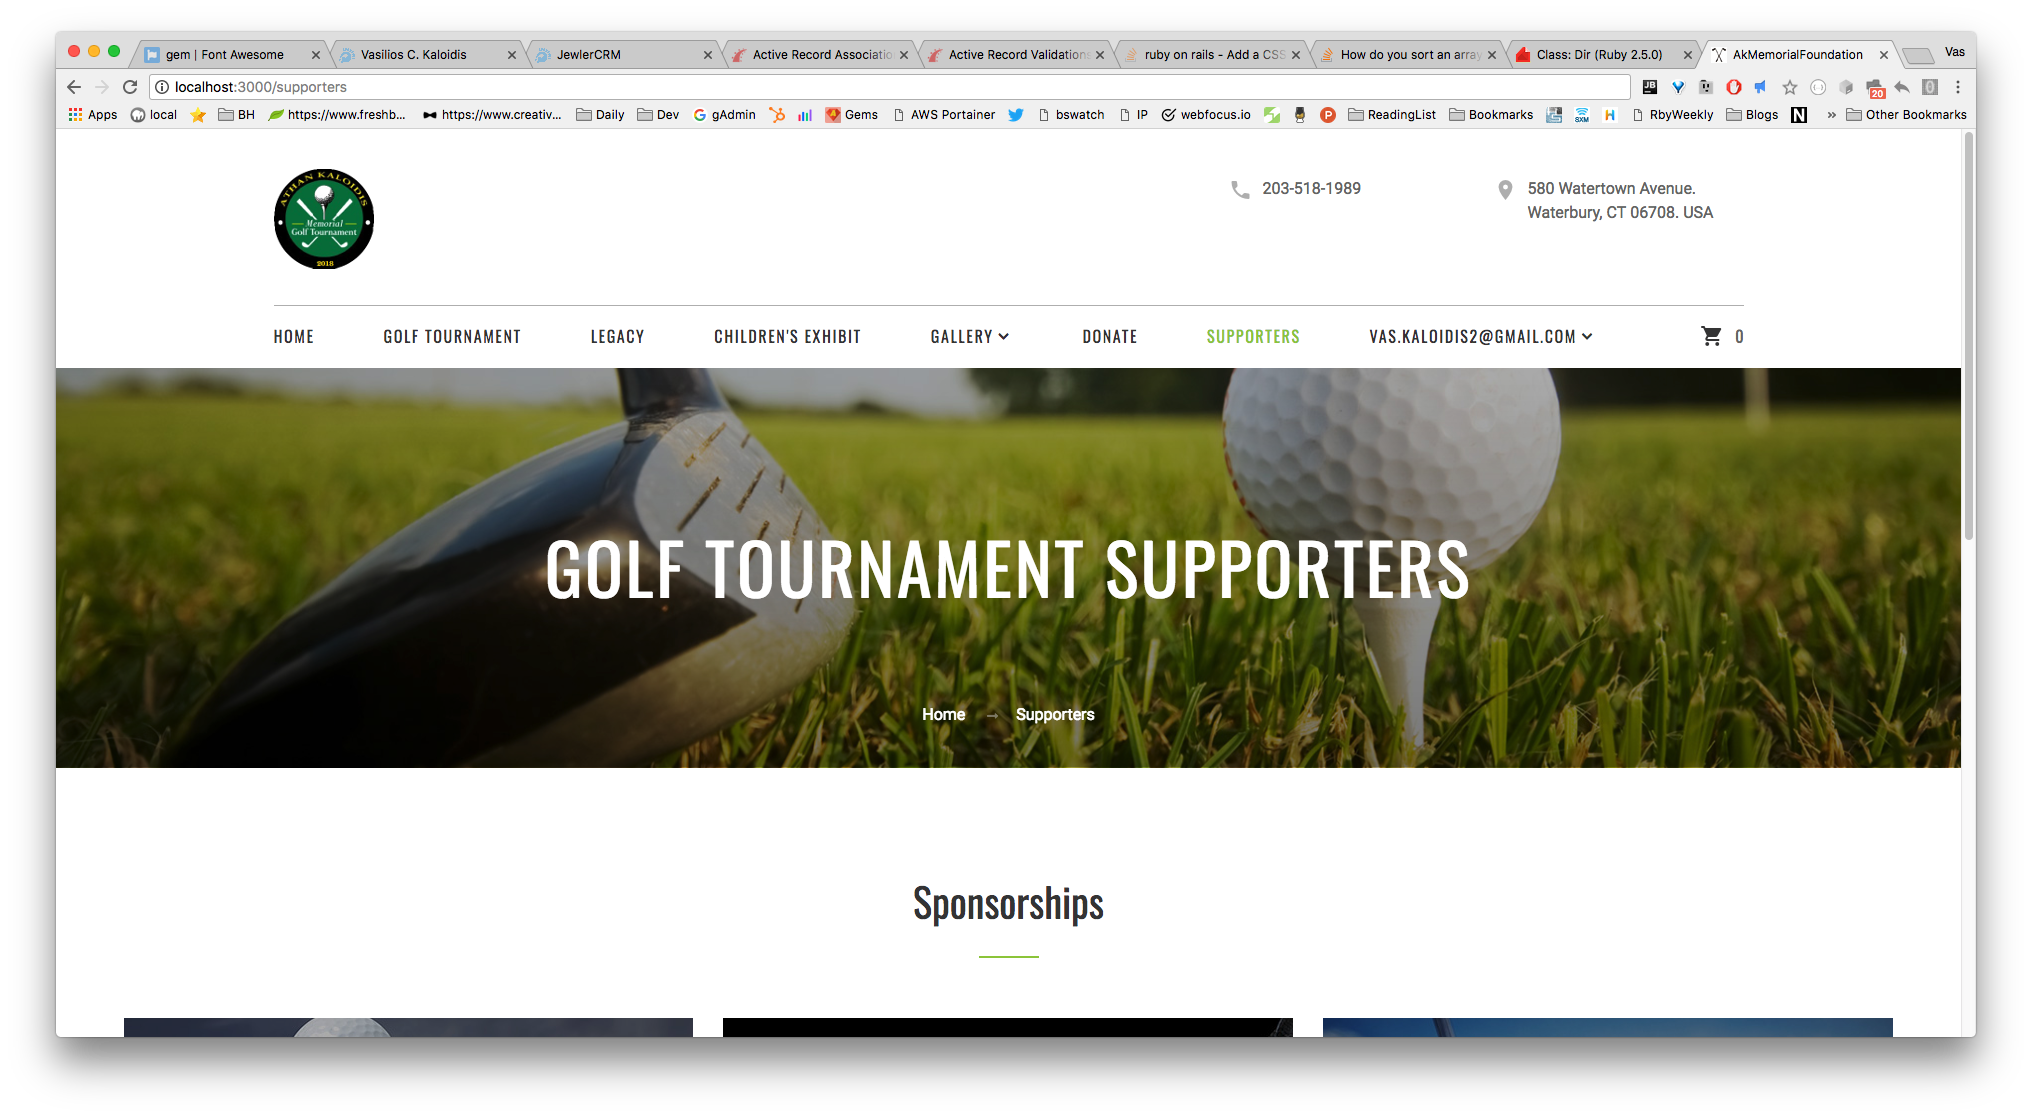 gem | Font Awesome
Vasilios C. Kaloidis
JewlerCRM
Active Record Associatio
Active Record Validations
ruby on rails - Add a CSS
How do you sort an array
Class: Dir (Ruby 2.5.0)
AkMemorialFoundation
Vas
localhost:3000/supporters
JB
20
Apps
local
BH
https://www.freshb...
https://www.creativ...
Daily
Dev
gAdmin
Gems
AWS Portainer
bswatch
IP
webfocus.io
ReadingList
Bookmarks
SXM
H
RbyWeekly
Blogs
N
»
Other Bookmarks
ATHAN KALOIDIS
Memorial
Golf Tournament
2018
203-518-1989
580 Watertown Avenue.
Waterbury, CT 06708. USA
HOME
GOLF TOURNAMENT
LEGACY
CHILDREN'S EXHIBIT
GALLERY
DONATE
SUPPORTERS
VAS.KALOIDIS2@GMAIL.COM
0
GOLF TOURNAMENT SUPPORTERS
Home → Supporters
Sponsorships